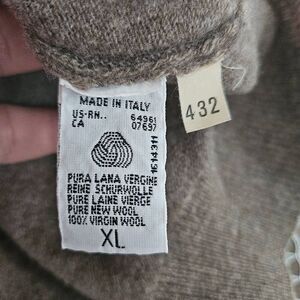 MADE IN ITALY
US-RN.. 64961
CA 07697
1614311
PURA LANA VERGINE
REINE SCHURWOLLE
PURE LAINE VIERGE
PURE NEW WOOL
100% VIRGIN WOOL
XL
432